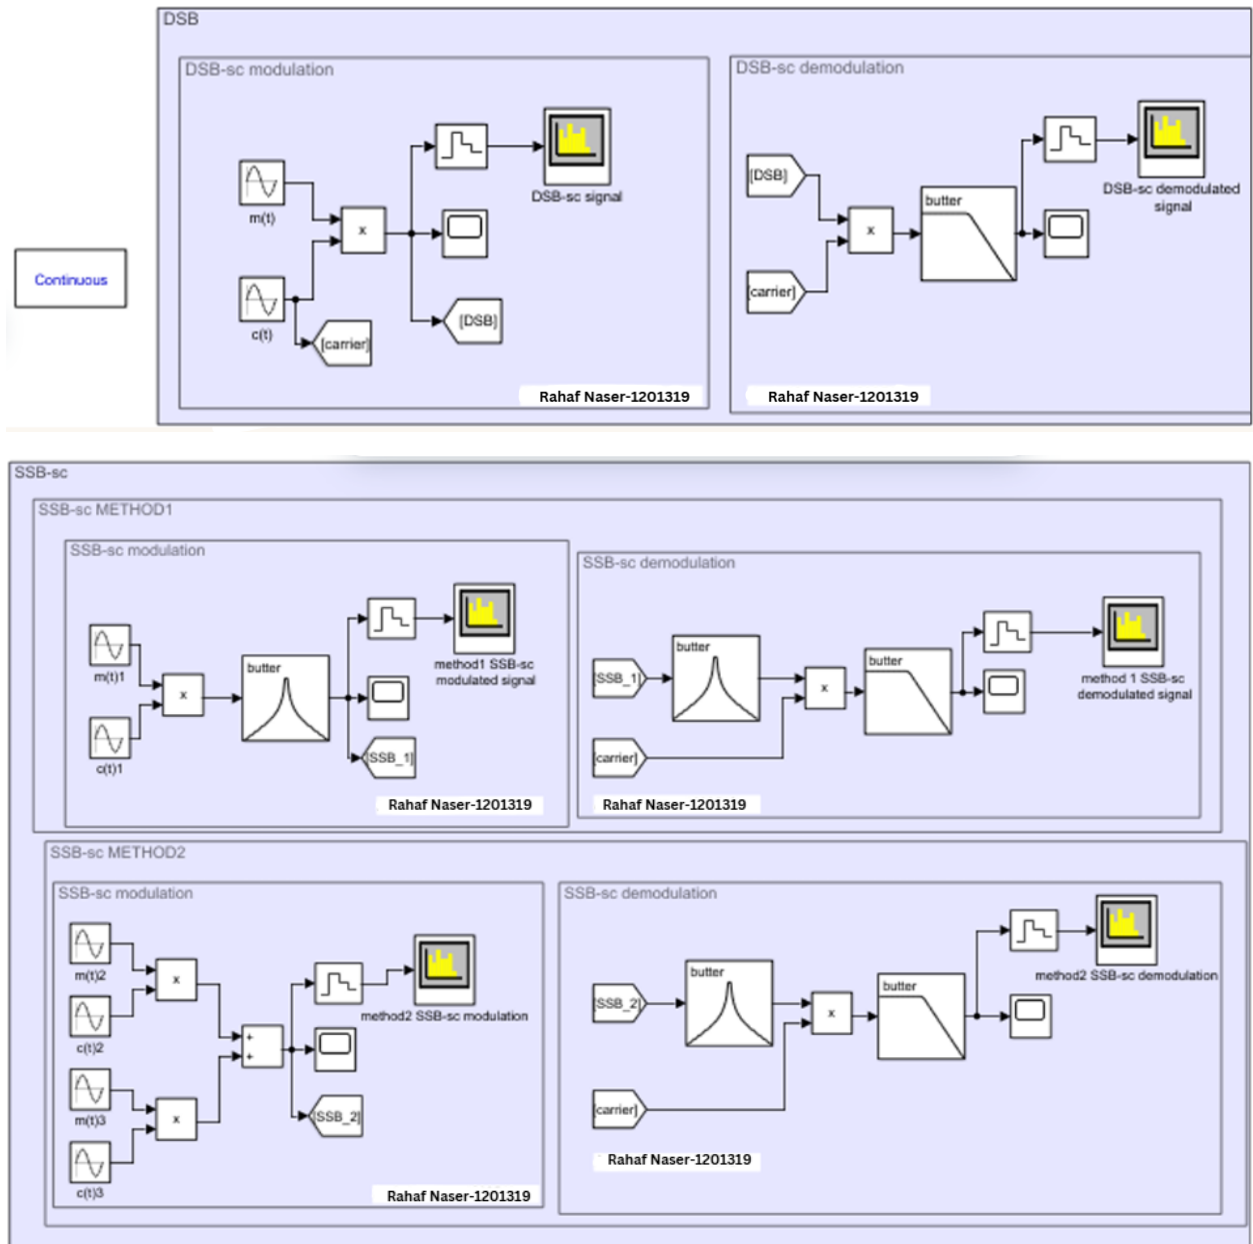 DSB
DSB-sc modulation
m(t)
c(t)
x
[carrier]
DSB-sc signal
[DSB]
Rahaf Naser-1201319
DSB-sc demodulation
[DSB]
[carrier]
x
butter
DSB-sc demodulated
signal
Rahaf Naser-1201319
Continuous
SSB-sc
SSB-sc METHOD1
SSB-sc modulation
m(t)1
c(t)1
x
butter
method1 SSB-sc
modulated signal
[SSB_1]
Rahaf Naser-1201319
SSB-sc demodulation
[SSB_1]
[carrier]
butter
x
butter
method 1 SSB-sc
demodulated signal
Rahaf Naser-1201319
SSB-sc METHOD2
SSB-sc modulation
m(t)2
c(t)2
x
m(t)3
c(t)3
x
+
+
method2 SSB-sc modulation
[SSB_2]
Rahaf Naser-1201319
SSB-sc demodulation
[SSB_2]
[carrier]
butter
x
butter
method2 SSB-sc demodulation
Rahaf Naser-1201319